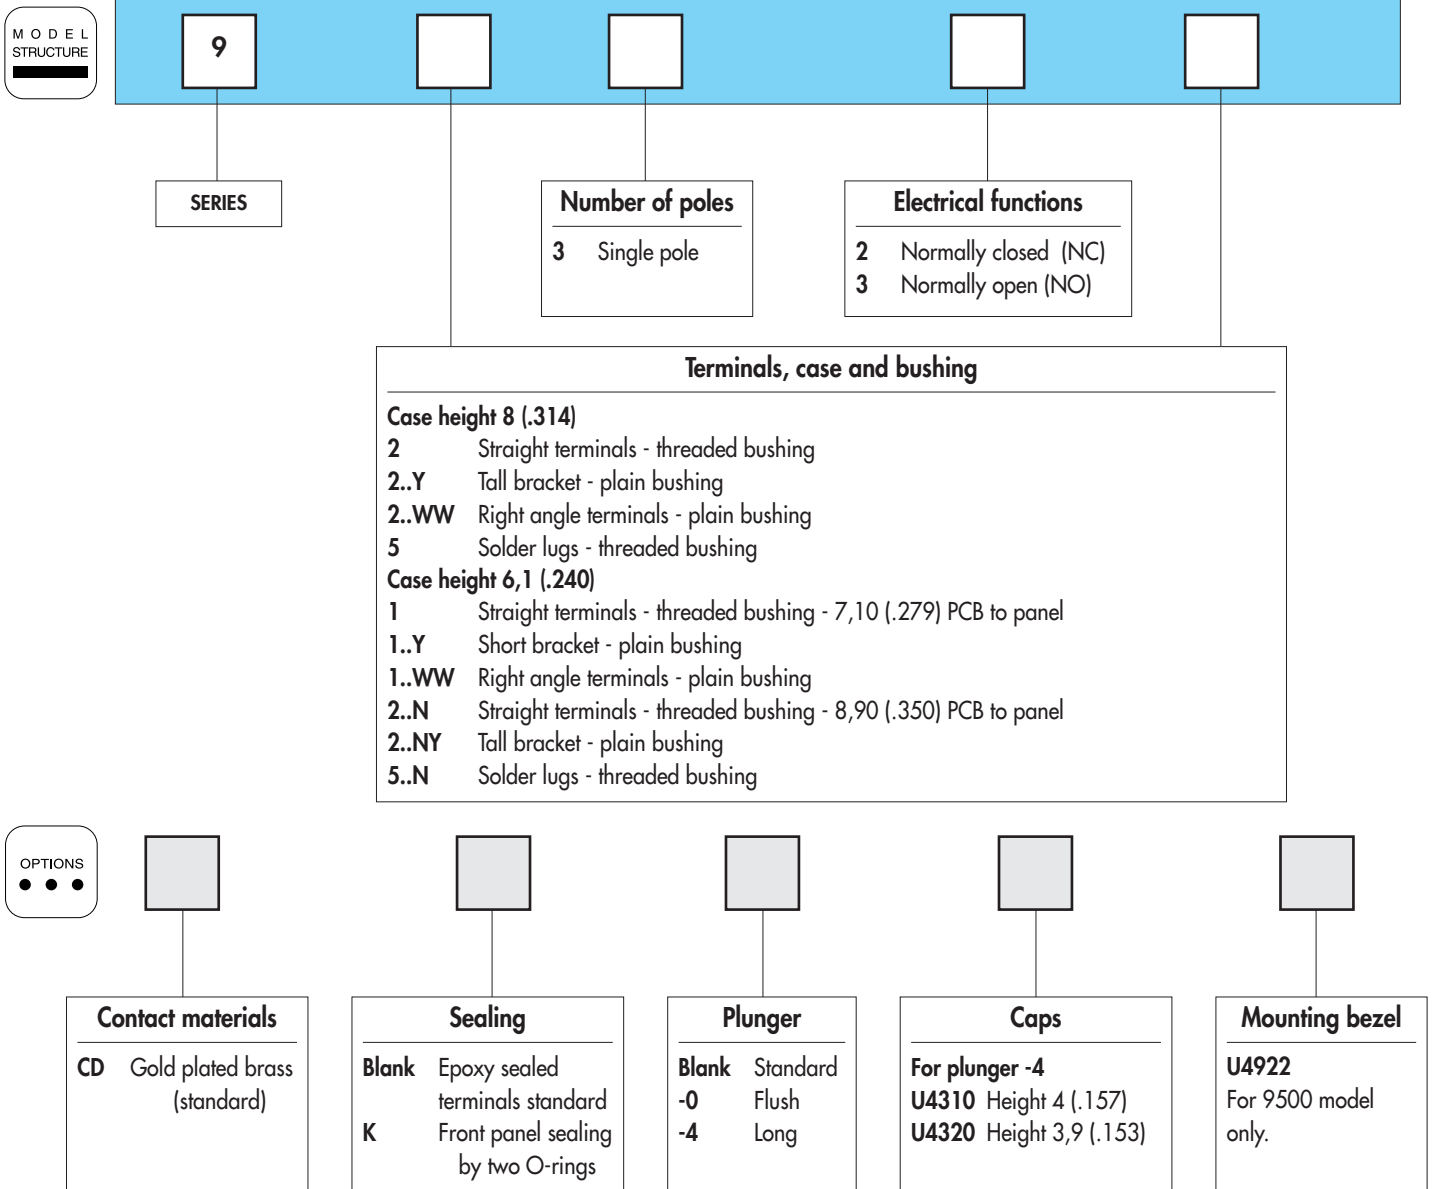 MODEL
STRUCTURE
9
SERIES
Number of poles
3 Single pole
Electrical functions
2 Normally closed (NC)
3 Normally open (NO)
Terminals, case and bushing
Case height 8 (.314)
2 Straight terminals - threaded bushing
2..Y Tall bracket - plain bushing
2..WW Right angle terminals - plain bushing
5 Solder lugs - threaded bushing
Case height 6,1 (.240)
1 Straight terminals - threaded bushing - 7,10 (.279) PCB to panel
1..Y Short bracket - plain bushing
1..WW Right angle terminals - plain bushing
2..N Straight terminals - threaded bushing - 8,90 (.350) PCB to panel
2..NY Tall bracket - plain bushing
5..N Solder lugs - threaded bushing
OPTIONS
Contact materials
CD Gold plated brass
(standard)
Sealing
Blank Epoxy sealed
terminals standard
K Front panel sealing
by two O-rings
Plunger
Blank Standard
-0 Flush
-4 Long
Caps
For plunger -4
U4310 Height 4 (.157)
U4320 Height 3,9 (.153)
Mounting bezel
U4922
For 9500 model
only.